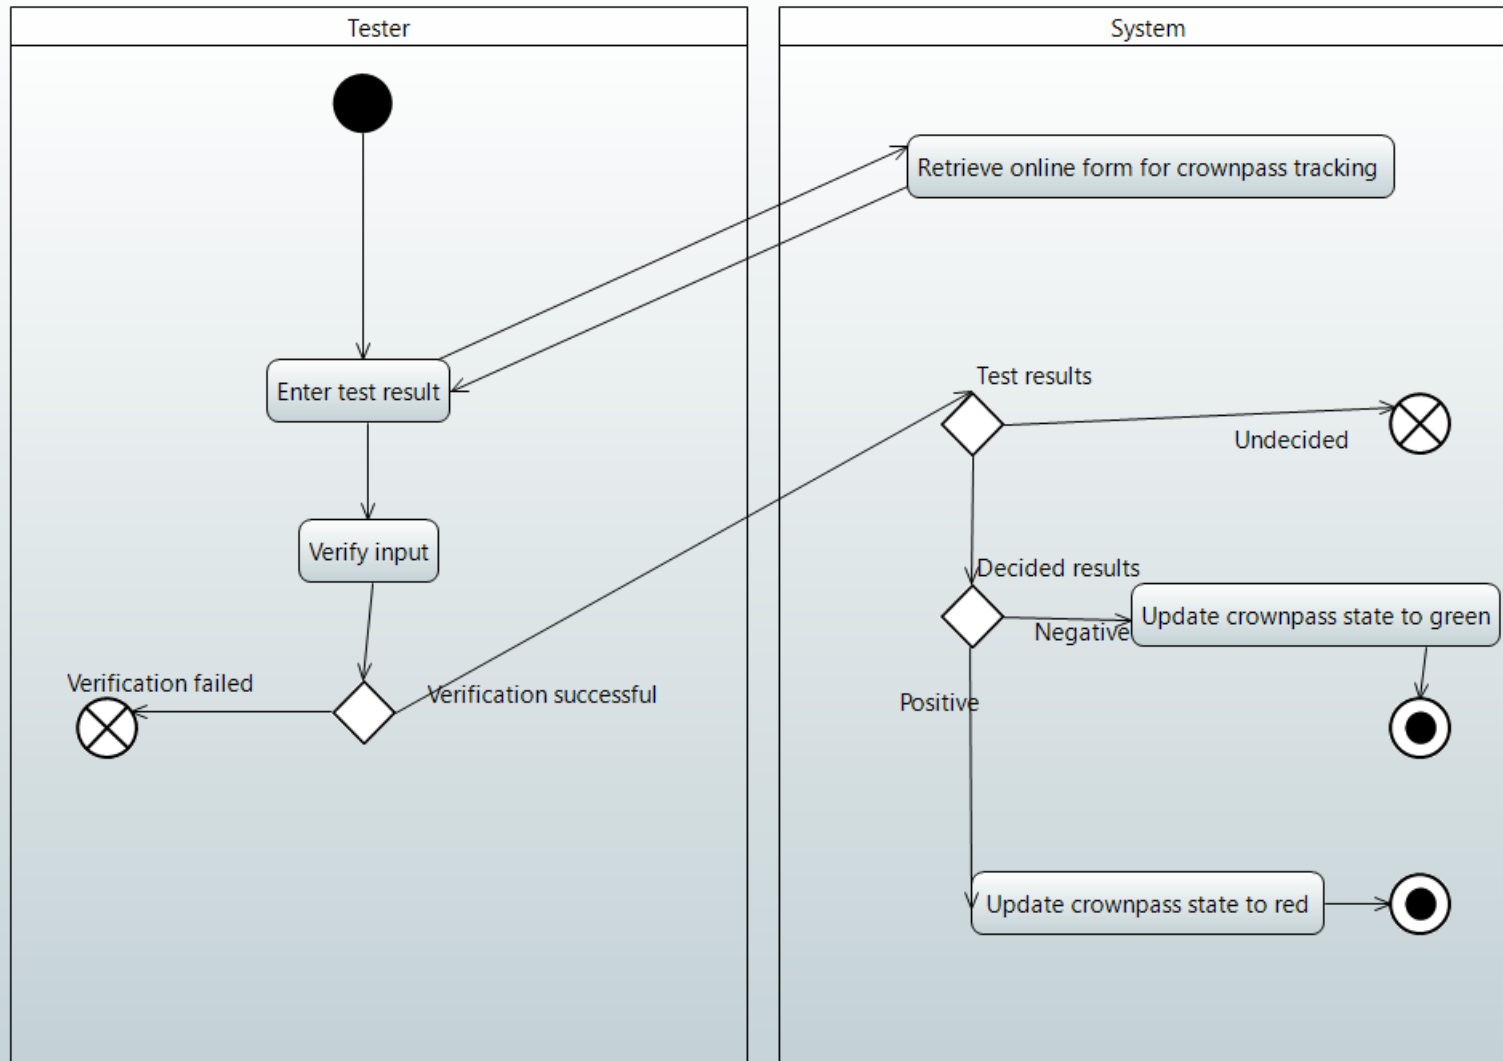 Tester
System
Retrieve online form for crownpass tracking
Enter test result
Test results
Undecided
Verify input
Decided results
Update crownpass state to green
Negative
Verification failed
Verification successful
Positive
Update crownpass state to red